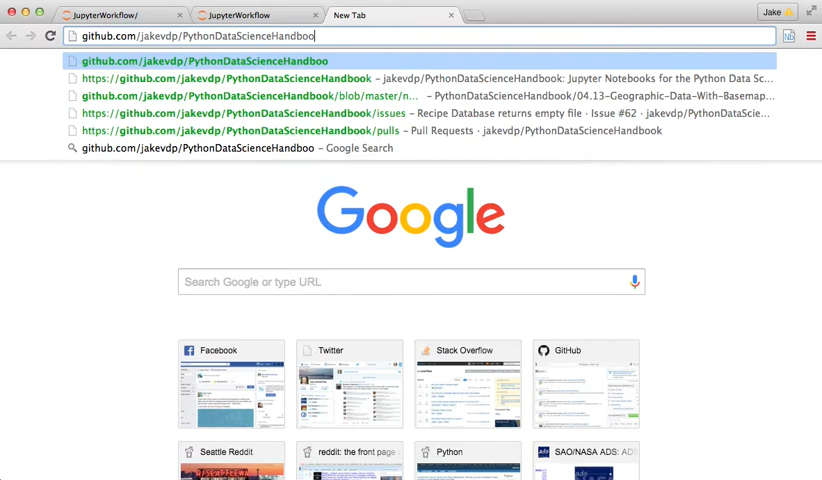 JupyterWorkflow/
JupyterWorkflow
New Tab
Jake
github.com/jakevdp/PythonDataScienceHandboo
Nb
github.com/jakevdp/PythonDataScienceHandboo
https://github.com/jakevdp/PythonDataScienceHandbook – jakevdp/PythonDataScienceHandbook: Jupyter Notebooks for the Python Data Sc...
github.com/jakevdp/PythonDataScienceHandbook/blob/master/n... – PythonDataScienceHandbook/04.13-Geographic-Data-With-Basemap...
https://github.com/jakevdp/PythonDataScienceHandbook/issues – Recipe Database returns empty file · Issue #62 · jakevdp/PythonDataScie...
https://github.com/jakevdp/PythonDataScienceHandbook/pulls – Pull Requests · jakevdp/PythonDataScienceHandbook
github.com/jakevdp/PythonDataScienceHandboo – Google Search
Google
Search Google or type URL
Facebook
Twitter
Stack Overflow
GitHub
Seattle Reddit
reddit: the front page
Python
SAO/NASA ADS: